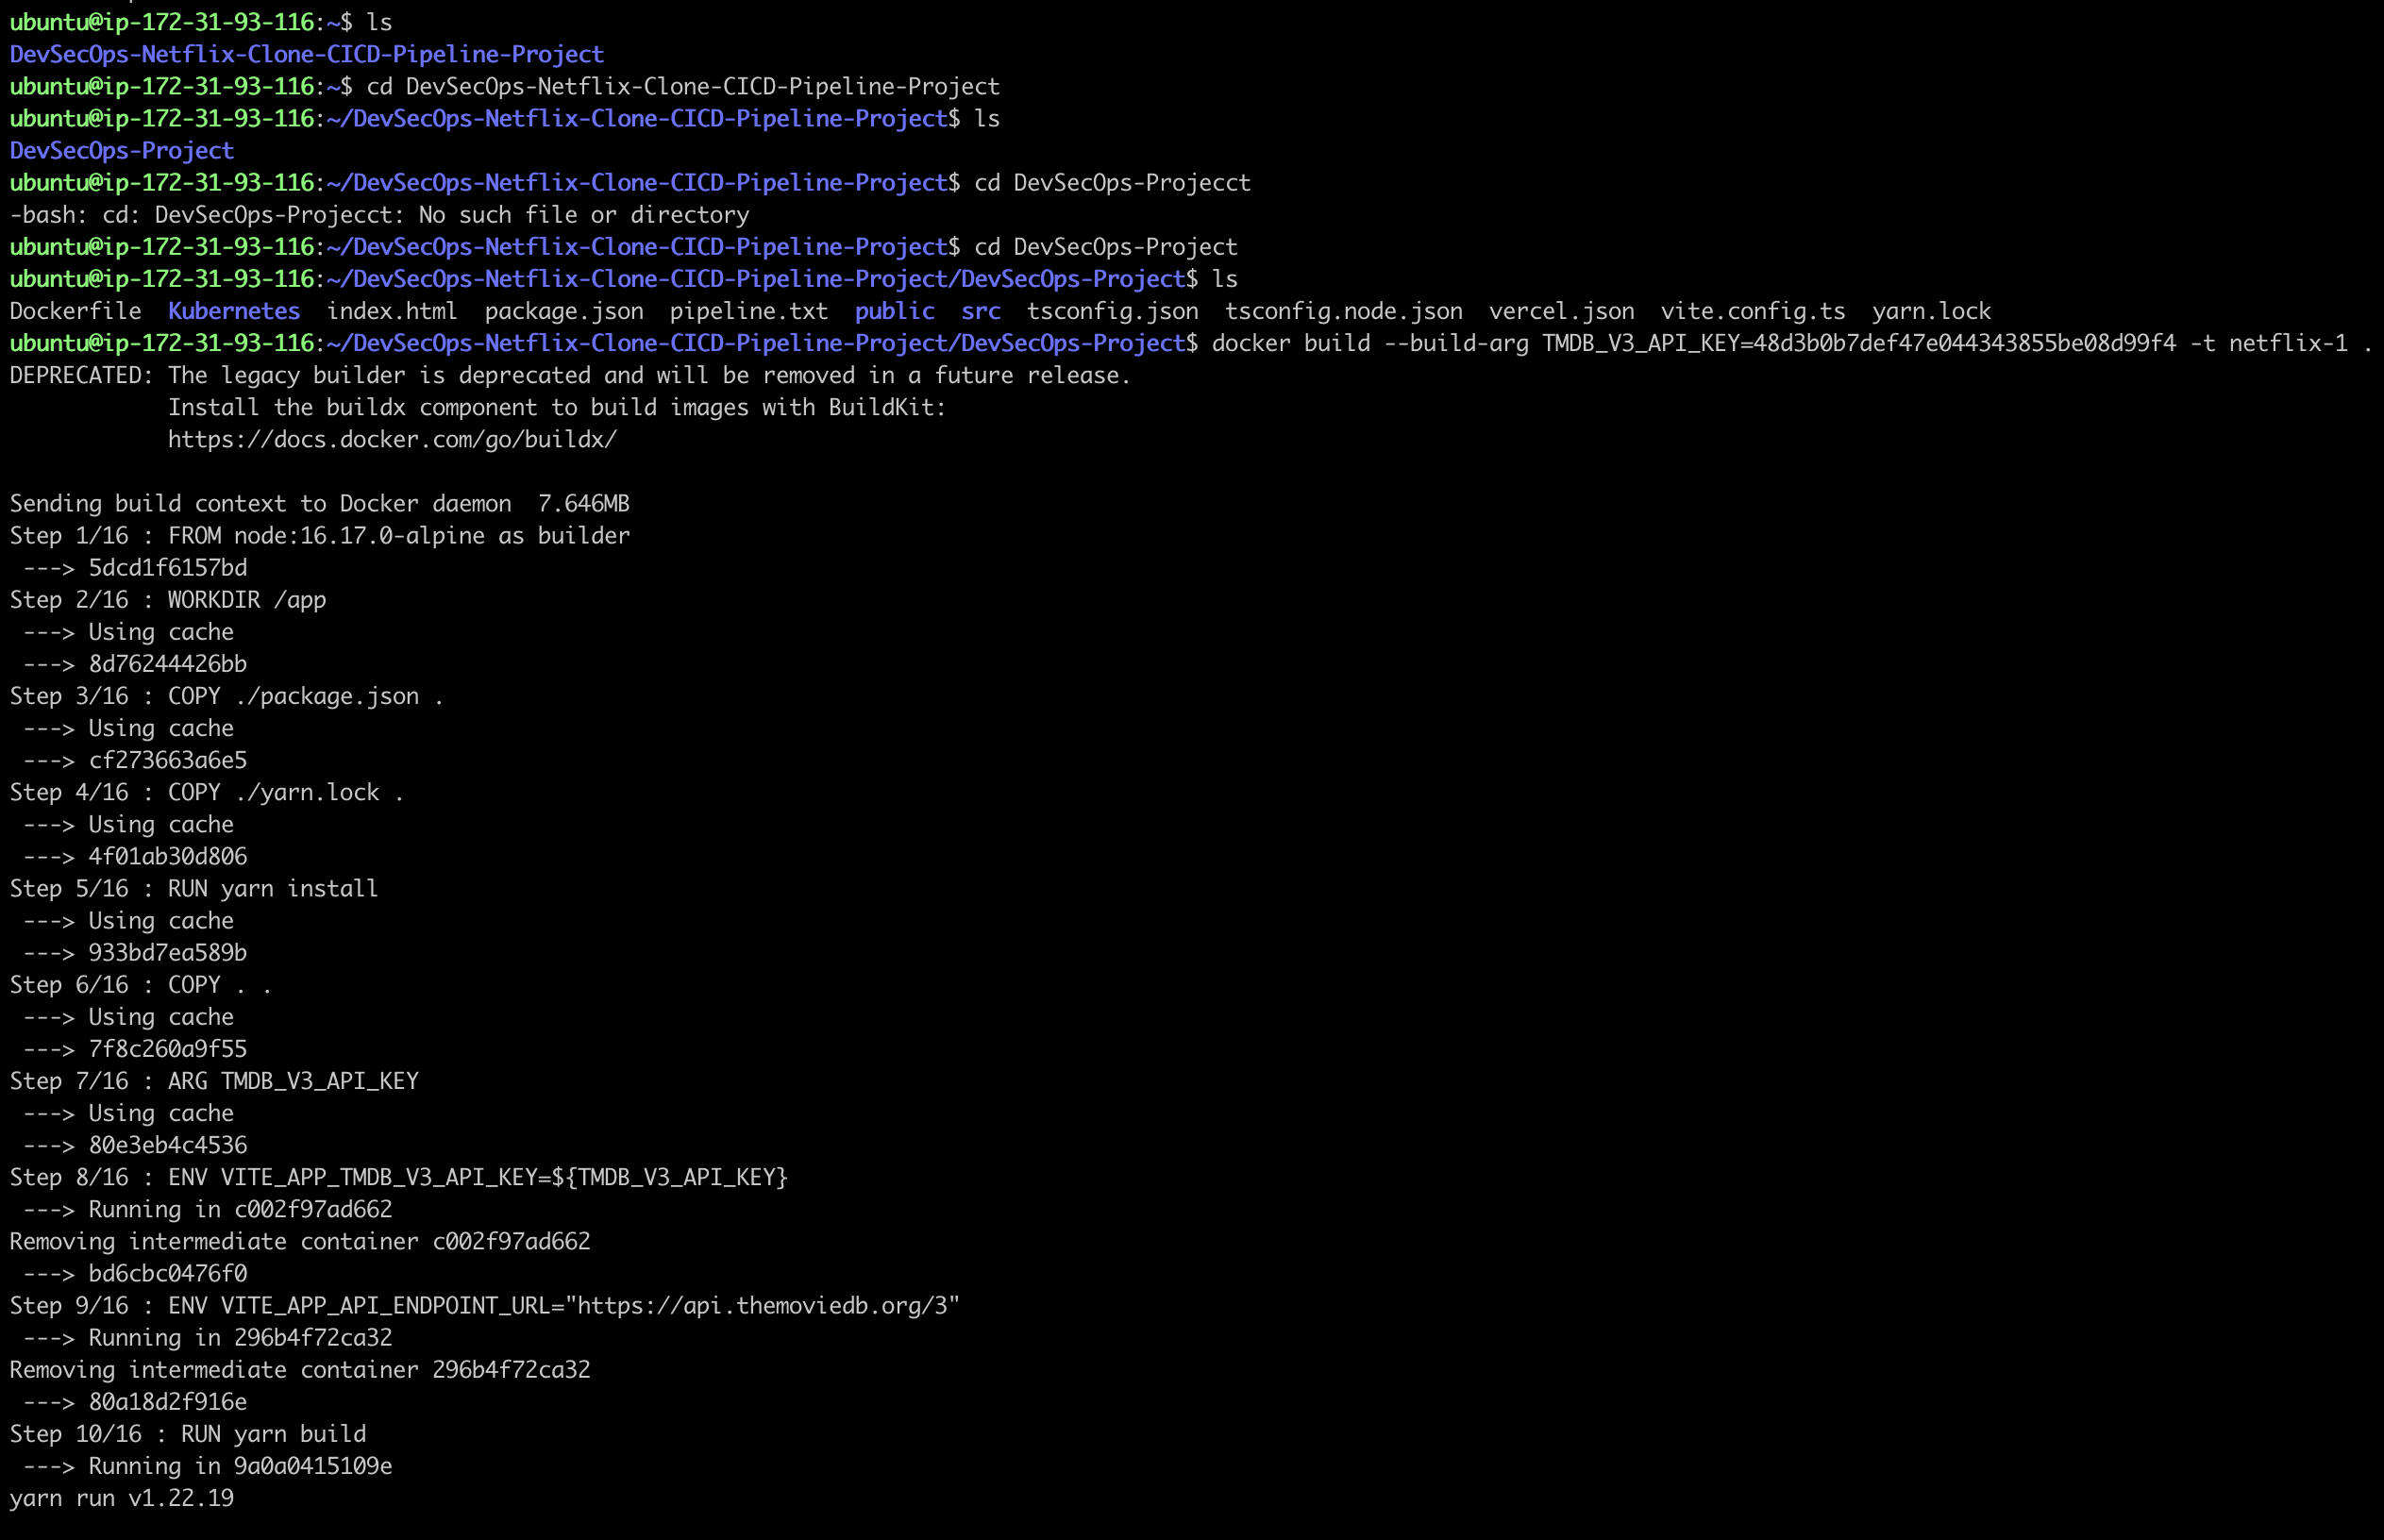 ubuntu@ip-172-31-93-116:~$ ls
DevSecOps-Netflix-Clone-CICD-Pipeline-Project
ubuntu@ip-172-31-93-116:~$ cd DevSecOps-Netflix-Clone-CICD-Pipeline-Project
ubuntu@ip-172-31-93-116:~/DevSecOps-Netflix-Clone-CICD-Pipeline-Project$ ls
DevSecOps-Project
ubuntu@ip-172-31-93-116:~/DevSecOps-Netflix-Clone-CICD-Pipeline-Project$ cd DevSecOps-Projecct
-bash: cd: DevSecOps-Projecct: No such file or directory
ubuntu@ip-172-31-93-116:~/DevSecOps-Netflix-Clone-CICD-Pipeline-Project$ cd DevSecOps-Project
ubuntu@ip-172-31-93-116:~/DevSecOps-Netflix-Clone-CICD-Pipeline-Project/DevSecOps-Project$ ls
Dockerfile  Kubernetes  index.html  package.json  pipeline.txt  public  src  tsconfig.json  tsconfig.node.json  vercel.json  vite.config.ts  yarn.lock
ubuntu@ip-172-31-93-116:~/DevSecOps-Netflix-Clone-CICD-Pipeline-Project/DevSecOps-Project$ docker build --build-arg TMDB_V3_API_KEY=48d3b0b7def47e044343855be08d99f4 -t netflix-1 .
DEPRECATED: The legacy builder is deprecated and will be removed in a future release.
            Install the buildx component to build images with BuildKit:
            https://docs.docker.com/go/buildx/

Sending build context to Docker daemon  7.646MB
Step 1/16 : FROM node:16.17.0-alpine as builder
 ---> 5dcd1f6157bd
Step 2/16 : WORKDIR /app
 ---> Using cache
 ---> 8d76244426bb
Step 3/16 : COPY ./package.json .
 ---> Using cache
 ---> cf273663a6e5
Step 4/16 : COPY ./yarn.lock .
 ---> Using cache
 ---> 4f01ab30d806
Step 5/16 : RUN yarn install
 ---> Using cache
 ---> 933bd7ea589b
Step 6/16 : COPY . .
 ---> Using cache
 ---> 7f8c260a9f55
Step 7/16 : ARG TMDB_V3_API_KEY
 ---> Using cache
 ---> 80e3eb4c4536
Step 8/16 : ENV VITE_APP_TMDB_V3_API_KEY=${TMDB_V3_API_KEY}
 ---> Running in c002f97ad662
Removing intermediate container c002f97ad662
 ---> bd6cbc0476f0
Step 9/16 : ENV VITE_APP_API_ENDPOINT_URL="https://api.themoviedb.org/3"
 ---> Running in 296b4f72ca32
Removing intermediate container 296b4f72ca32
 ---> 80a18d2f916e
Step 10/16 : RUN yarn build
 ---> Running in 9a0a0415109e
yarn run v1.22.19